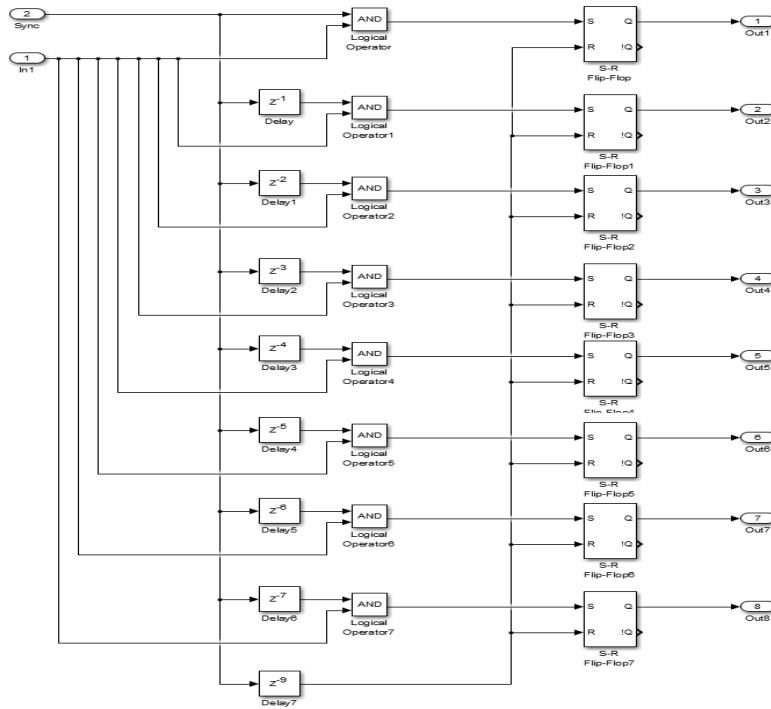 2
Sync
1
In1
AND
Logical
Operator
S
R
Q
!Q
S-R
Flip-Flop
1
Out1
z-1
Delay
AND
Logical
Operator1
S
R
Q
!Q
S-R
Flip-Flop1
2
Out2
z-2
Delay1
AND
Logical
Operator2
S
R
Q
!Q
S-R
Flip-Flop2
3
Out3
z-3
Delay2
AND
Logical
Operator3
S
R
Q
!Q
S-R
Flip-Flop3
4
Out4
z-4
Delay3
AND
Logical
Operator4
S
R
Q
!Q
S-R
Flip-Flop4
5
Out5
z-5
Delay4
AND
Logical
Operator5
S
R
Q
!Q
S-R
Flip-Flop5
6
Out6
z-6
Delay5
AND
Logical
Operator6
S
R
Q
!Q
S-R
Flip-Flop6
7
Out7
z-7
Delay6
AND
Logical
Operator7
S
R
Q
!Q
S-R
Flip-Flop7
8
Out8
z-9
Delay7